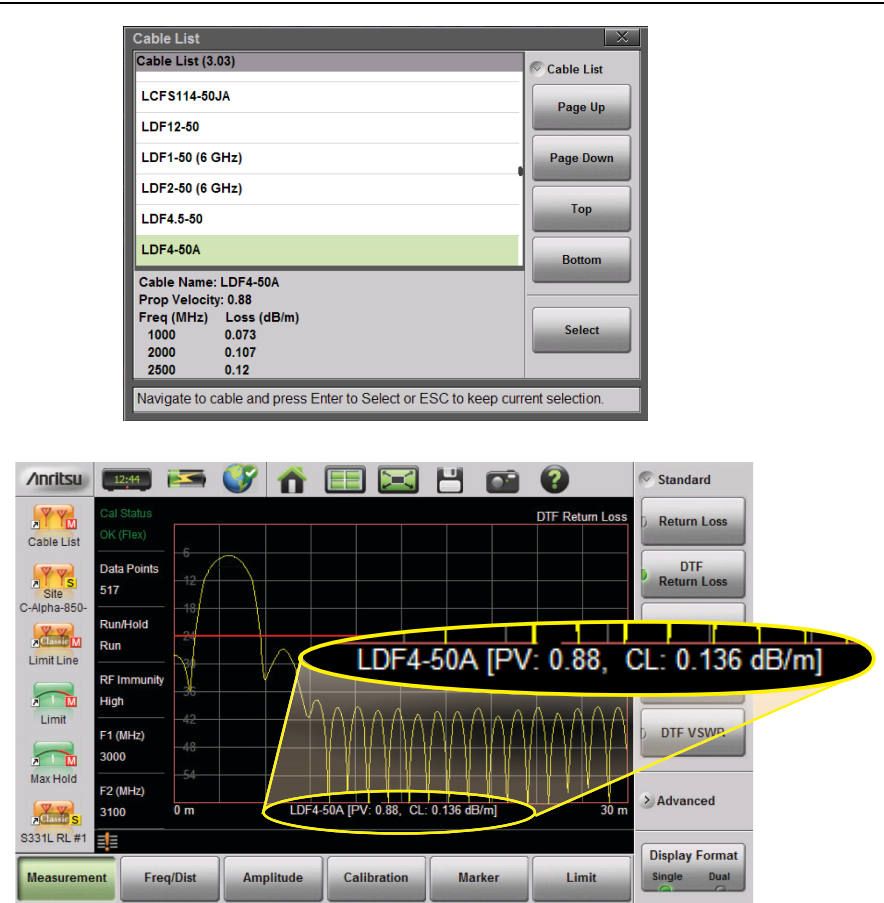 Cable List
Cable List (3.03)
LCFS114-50JA
LDF12-50
LDF1-50 (6 GHz)
LDF2-50 (6 GHz)
LDF4.5-50
LDF4-50A
Cable Name: LDF4-50A
Prop Velocity: 0.88
Freq (MHz) Loss (dB/m)
1000 0.073
2000 0.107
2500 0.12
Cable List
Page Up
Page Down
Top
Bottom
Select
Navigate to cable and press Enter to Select or ESC to keep current selection.
Anritsu
12:44
?
Cable List
M
Site
S
C-Alpha-850-
Classic M
Limit Line
M
Limit
M
Max Hold
Classic S
S331L RL #1
Cal Status
OK (Flex)
Data Points
517
Run/Hold
Run
RF Immunity
High
F1 (MHz)
3000
F2 (MHz)
3100
DTF Return Loss
-6
-12
-18
-24
-36
-42
-48
-54
0 m
LDF4-50A [PV: 0.88, CL: 0.136 dB/m]
30 m
LDF4-50A [PV: 0.88, CL: 0.136 dB/m]
Standard
Return Loss
DTF
Return Loss
DTF VSWR
Advanced
Display Format
Single Dual
Measurement
Freq/Dist
Amplitude
Calibration
Marker
Limit